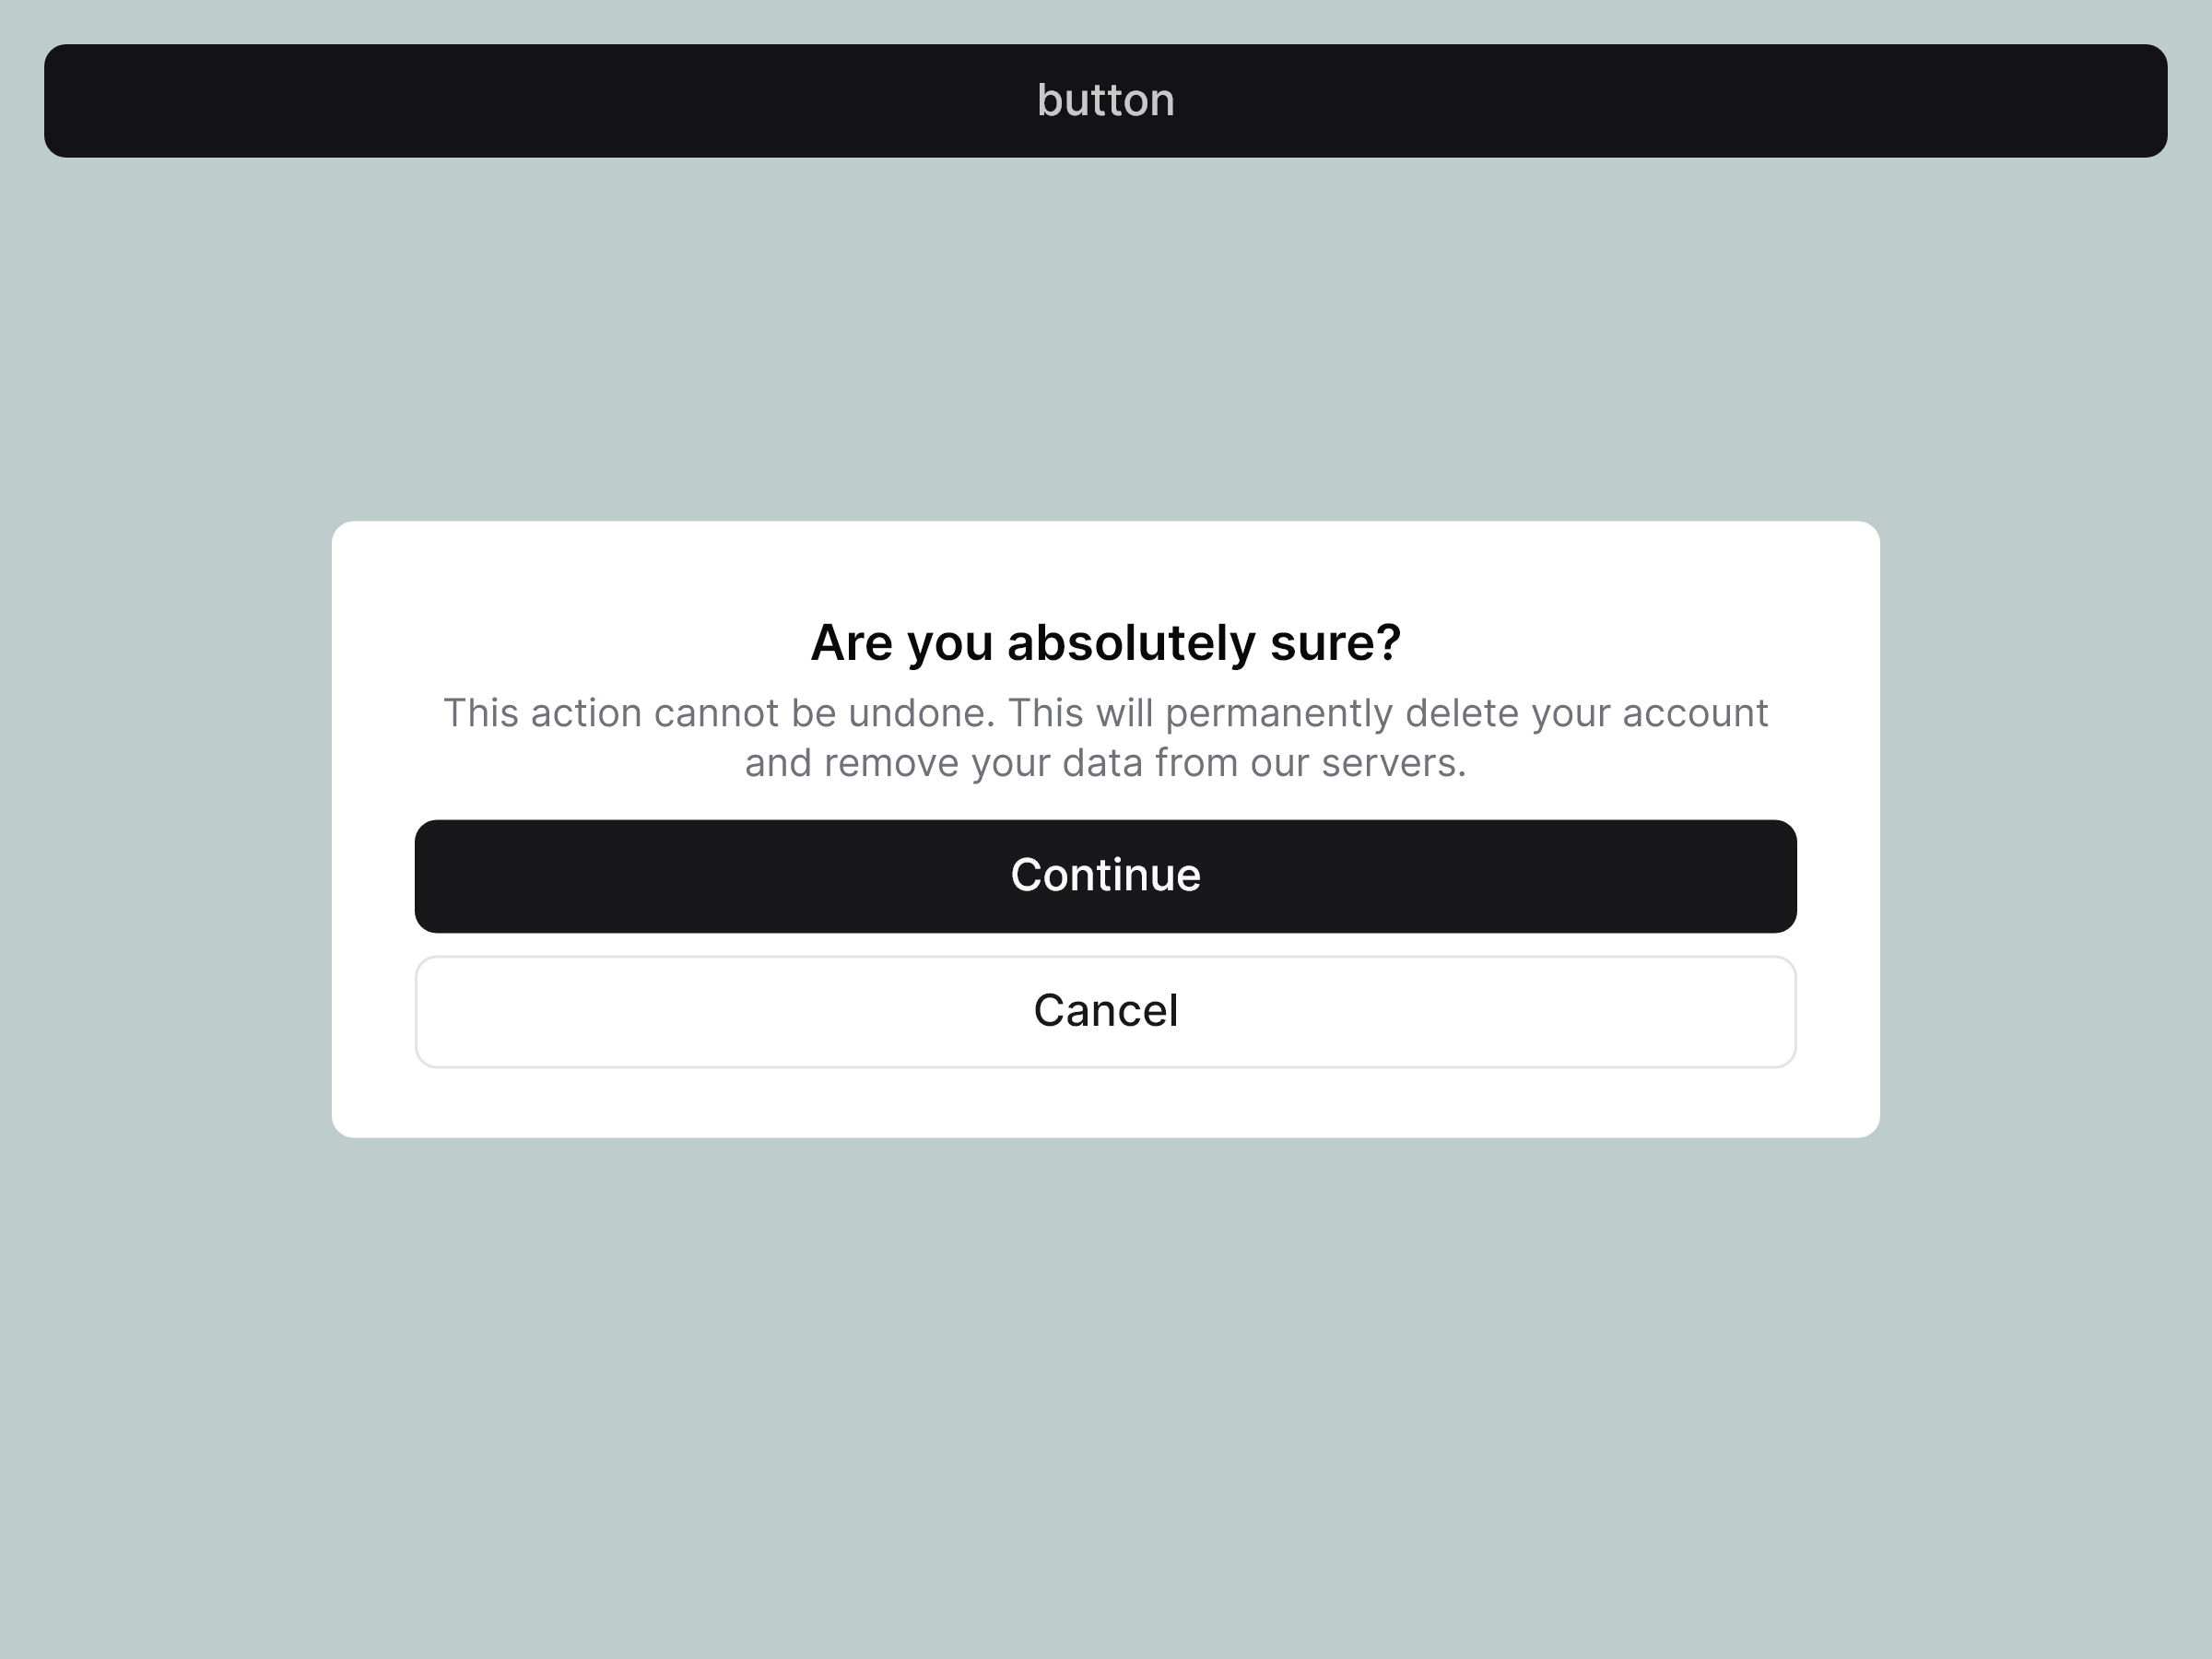 button
Are you absolutely sure?
This action cannot be undone. This will permanently delete your account
and remove your data from our servers.
Continue
Cancel